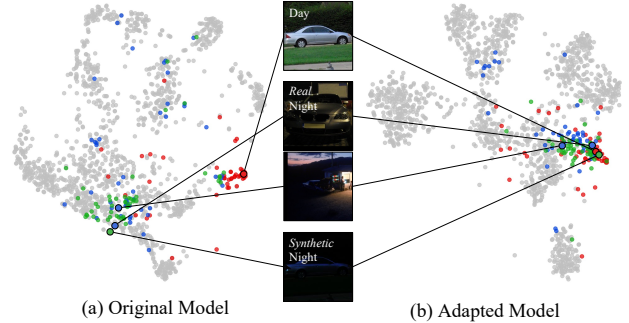 Day
Real
Night
Synthetic
Night
(a) Original Model
(b) Adapted Model